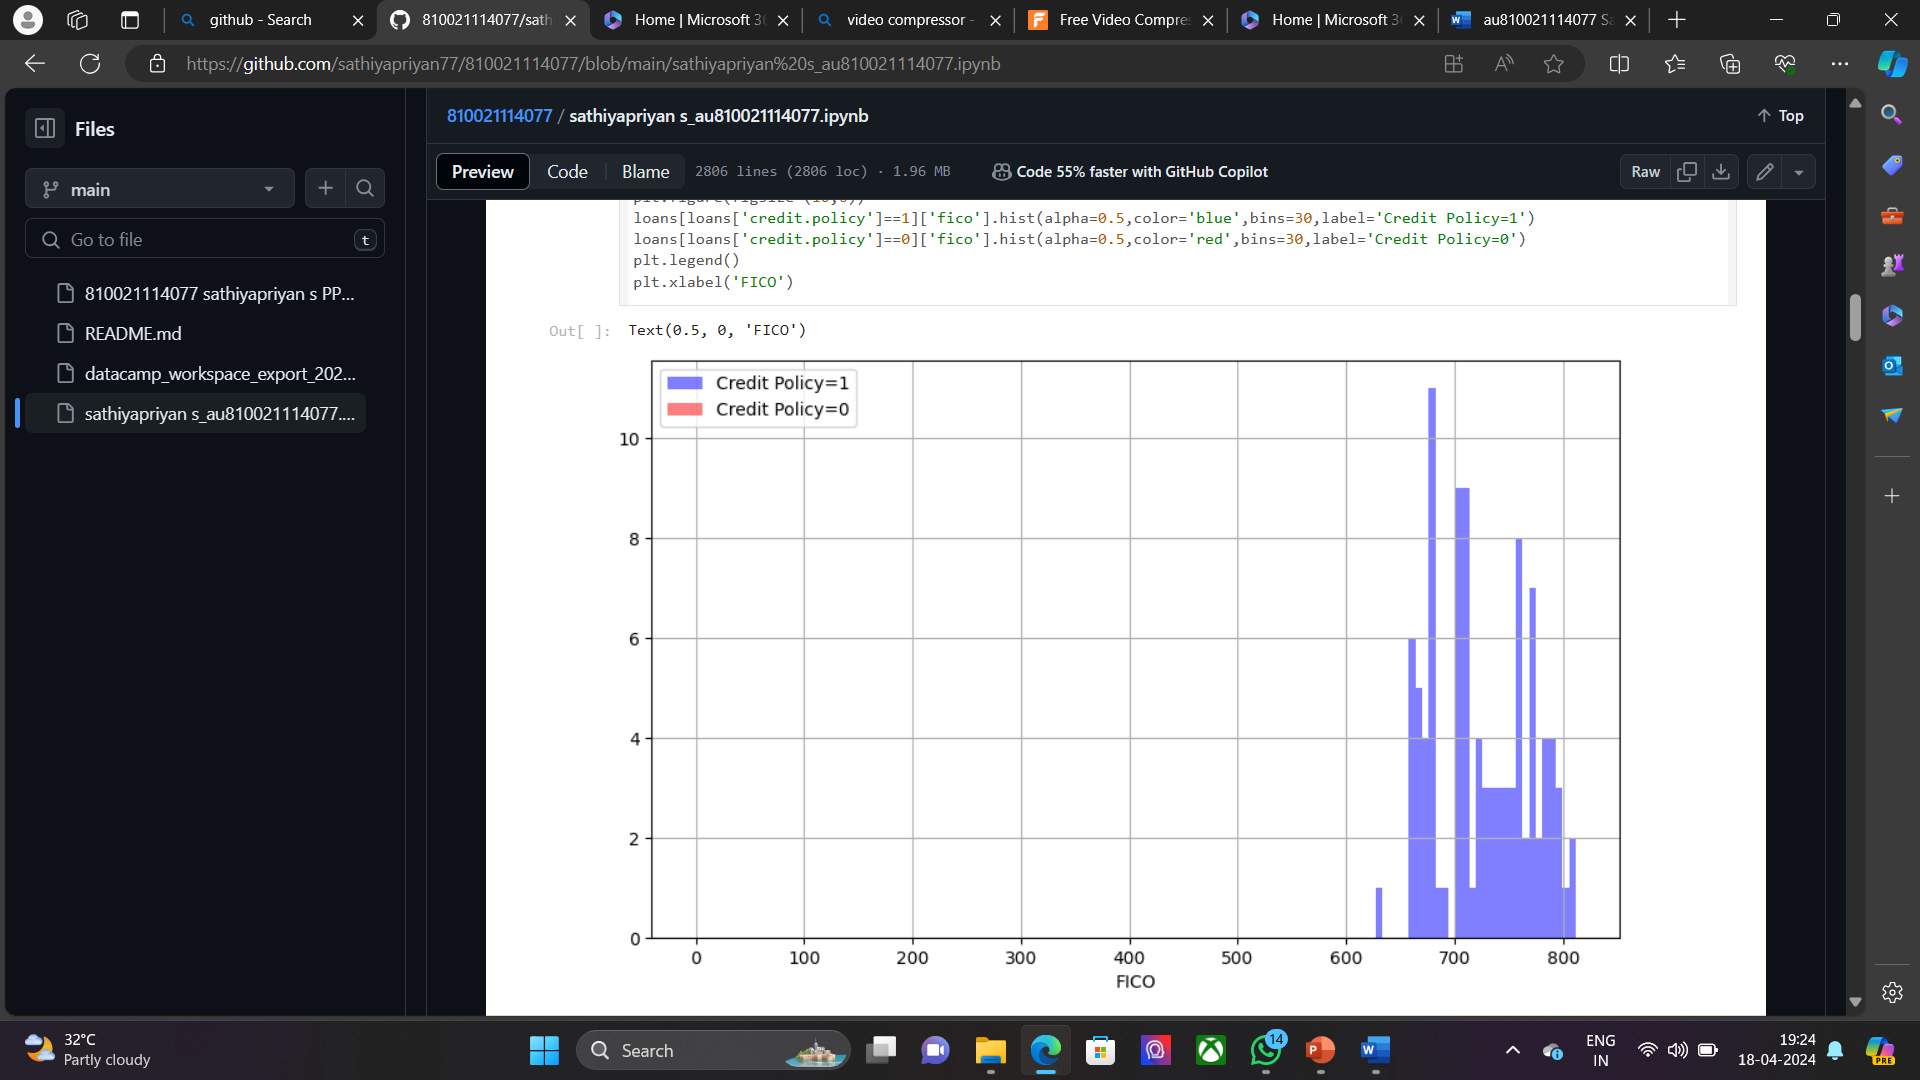 github - Search
810021114077/sath
Home | Microsoft 36
video compressor -
Free Video Compres
Home | Microsoft 3
au810021114077 Sa
https://github.com/sathiyapriyan77/810021114077/blob/main/sathiyapriyan%20s_au810021114077.ipynb
Files
main
Go to file
t
810021114077 sathiyapriyan s PP...
README.md
datacamp_workspace_export_202...
sathiyapriyan s_au810021114077....
810021114077 / sathiyapriyan s_au810021114077.ipynb
Top
Preview
Code
Blame
2806 lines (2806 loc) · 1.96 MB
Code 55% faster with GitHub Copilot
Raw
loans[loans['credit.policy']==1]['fico'].hist(alpha=0.5,color='blue',bins=30,label='Credit Policy=1')
loans[loans['credit.policy']==0]['fico'].hist(alpha=0.5,color='red',bins=30,label='Credit Policy=0')
plt.legend()
plt.xlabel('FICO')
Out[ ]: Text(0.5, 0, 'FICO')
Credit Policy=1
Credit Policy=0
10
8
6
4
2
0
0 100 200 300 400 500 600 700 800
FICO
32°C
Partly cloudy
Search
14
ENG
IN
19:24
18-04-2024
PRE